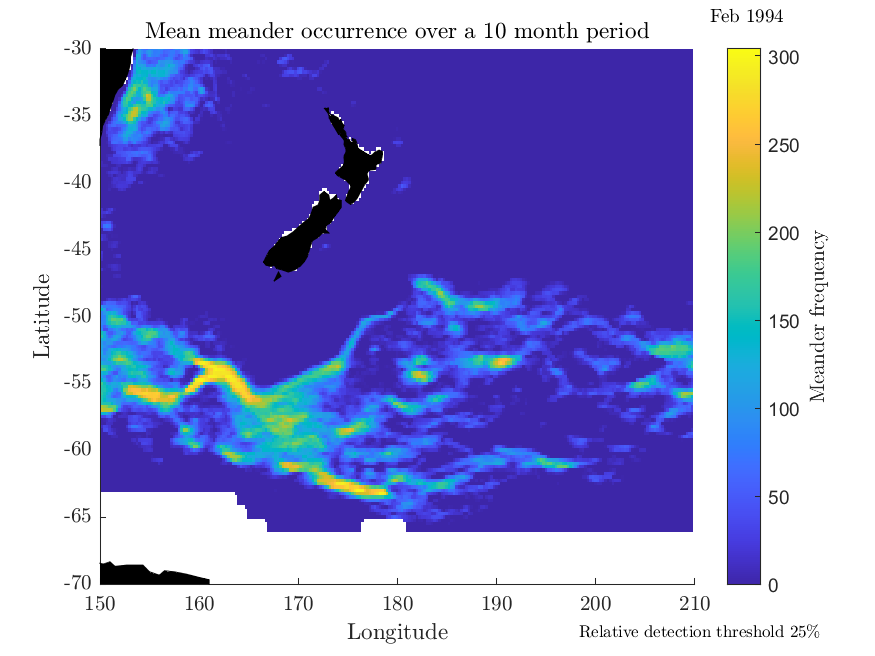 Feb 1994
Mean meander occurrence over a 10 month period
-30
-35
-40
-45
-50
-55
-60
-65
-70
Latitude
150 160 170 180 190 200 210
Longitude
300
250
200
150
100
50
0
Meander frequency
Relative detection threshold 25%